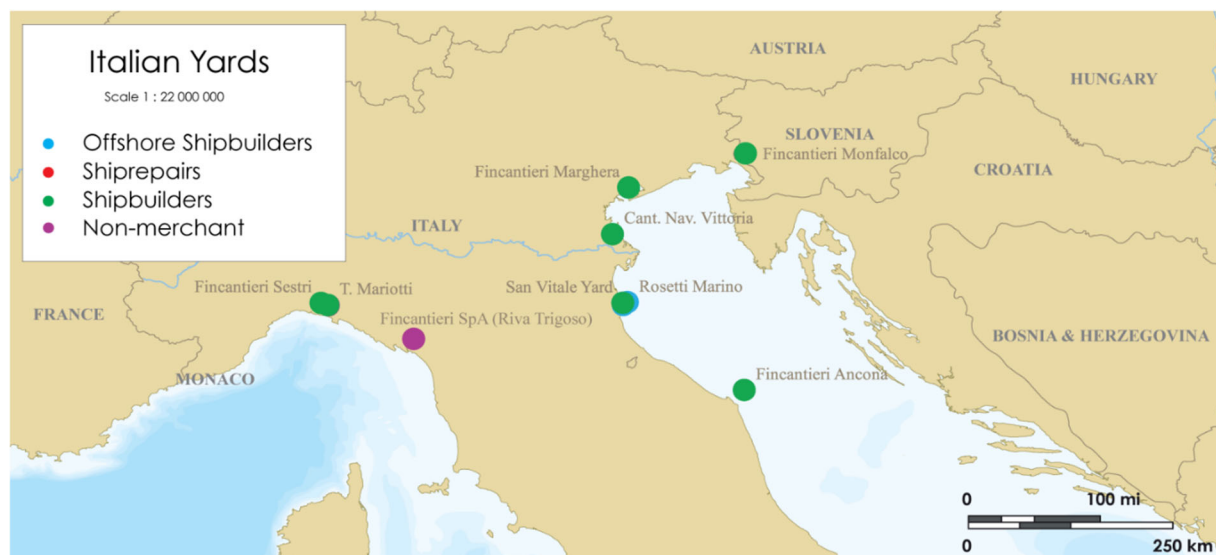 Italian Yards
Scale 1 : 22 000 000
Offshore Shipbuilders
Shiprepairs
Shipbuilders
Non-merchant
AUSTRIA
HUNGARY
SLOVENIA
Fincantieri Monfalco
CROATIA
Fincantieri Marghera
Cant. Nav. Vittoria
ITALY
Fincantieri Sestri
T. Mariotti
San Vitale Yard
Rosetti Marino
FRANCE
Fincantieri SpA (Riva Trigoso)
BOSNIA & HERZEGOVINA
MONACO
Fincantieri Ancona
0 100 mi
0 250 km